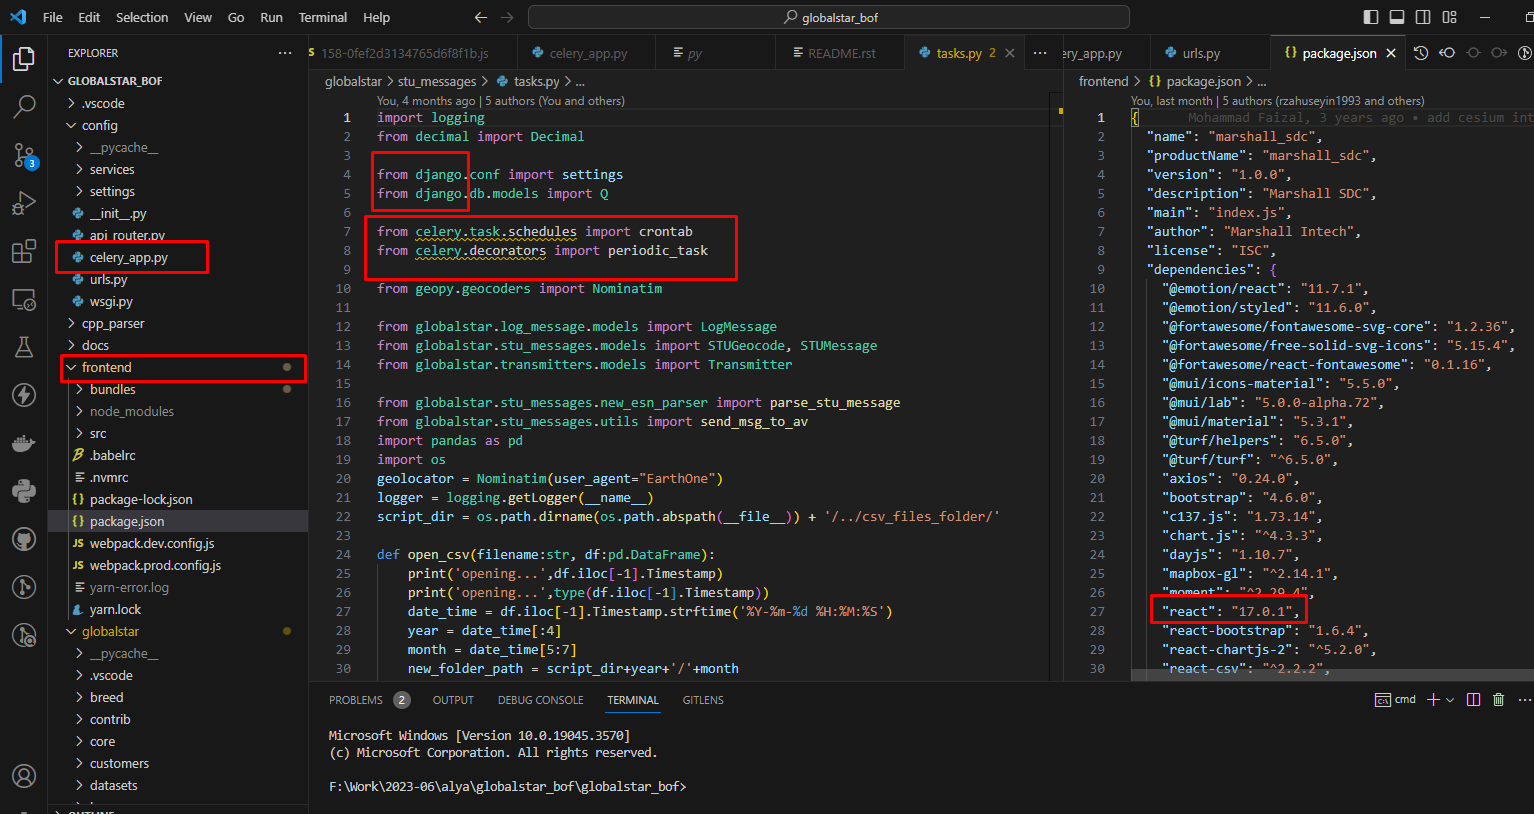 File Edit Selection View Go Run Terminal Help
globalstar_bof
EXPLORER
GLOBALSTAR_BOF
.vscode
config
__pycache__
services
settings
__init__.py
api_router.py
celery_app.py
urls.py
wsgi.py
cpp_parser
docs
frontend
bundles
node_modules
src
.babelrc
.nvmrc
package-lock.json
package.json
JS webpack.dev.config.js
JS webpack.prod.config.js
yarn-error.log
yarn.lock
globalstar
__pycache__
.vscode
breed
contrib
core
customers
datasets
OUTLINE
3
158-0fef2d3134765d6f8f1b.js celery_app.py py README.rst tasks.py 2
globalstar > stu_messages > tasks.py > ...
You, 4 months ago | 5 authors (You and others)
1 import logging
2 from decimal import Decimal
3
4 from django.conf import settings
5 from django.db.models import Q
6
7 from celery.task.schedules import crontab
8 from celery.decorators import periodic_task
9
10 from geopy.geocoders import Nominatim
11
12 from globalstar.log_message.models import LogMessage
13 from globalstar.stu_messages.models import STUGeocode, STUMessage
14 from globalstar.transmitters.models import Transmitter
15
16 from globalstar.stu_messages.new_esn_parser import parse_stu_message
17 from globalstar.stu_messages.utils import send_msg_to_av
18 import pandas as pd
19 import os
20 geolocator = Nominatim(user_agent="EarthOne")
21 logger = logging.getLogger(__name__)
22 script_dir = os.path.dirname(os.path.abspath(__file__)) + '/../csv_files_folder/'
23
24 def open_csv(filename:str, df:pd.DataFrame):
25 print('opening...',df.iloc[-1].Timestamp)
26 print('opening...',type(df.iloc[-1].Timestamp))
27 date_time = df.iloc[-1].Timestamp.strftime('%Y-%m-%d %H:%M:%S')
28 year = date_time[:4]
29 month = date_time[5:7]
30 new_folder_path = script_dir+year+'/'+month
ery_app.py urls.py package.json
frontend > package.json > ...
You, last month | 5 authors (rzahuseyin1993 and others)
1 { Mohammad Faizal, 3 years ago • add cesium int
2 "name": "marshall_sdc",
3 "productName": "marshall_sdc",
4 "version": "1.0.0",
5 "description": "Marshall SDC",
6 "main": "index.js",
7 "author": "Marshall Intech",
8 "license": "ISC",
9 "dependencies": {
10 "@emotion/react": "11.7.1",
11 "@emotion/styled": "11.6.0",
12 "@fortawesome/fontawesome-svg-core": "1.2.36",
13 "@fortawesome/free-solid-svg-icons": "5.15.4",
14 "@fortawesome/react-fontawesome": "0.1.16",
15 "@mui/icons-material": "5.5.0",
16 "@mui/lab": "5.0.0-alpha.72",
17 "@mui/material": "5.3.1",
18 "@turf/helpers": "6.5.0",
19 "@turf/turf": "^6.5.0",
20 "axios": "0.24.0",
21 "bootstrap": "4.6.0",
22 "c137.js": "1.73.14",
23 "chart.js": "^4.3.3",
24 "dayjs": "1.10.7",
25 "mapbox-gl": "^2.14.1",
26 "moment": "^2.29.4",
27 "react": "17.0.1",
28 "react-bootstrap": "1.6.4",
29 "react-chartjs-2": "^5.2.0",
30 "react-csv": "^2.2.2",
PROBLEMS 2 OUTPUT DEBUG CONSOLE TERMINAL GITLENS
cmd
Microsoft Windows [Version 10.0.19045.3570]
(c) Microsoft Corporation. All rights reserved.
F:\Work\2023-06\alya\globalstar_bof\globalstar_bof>